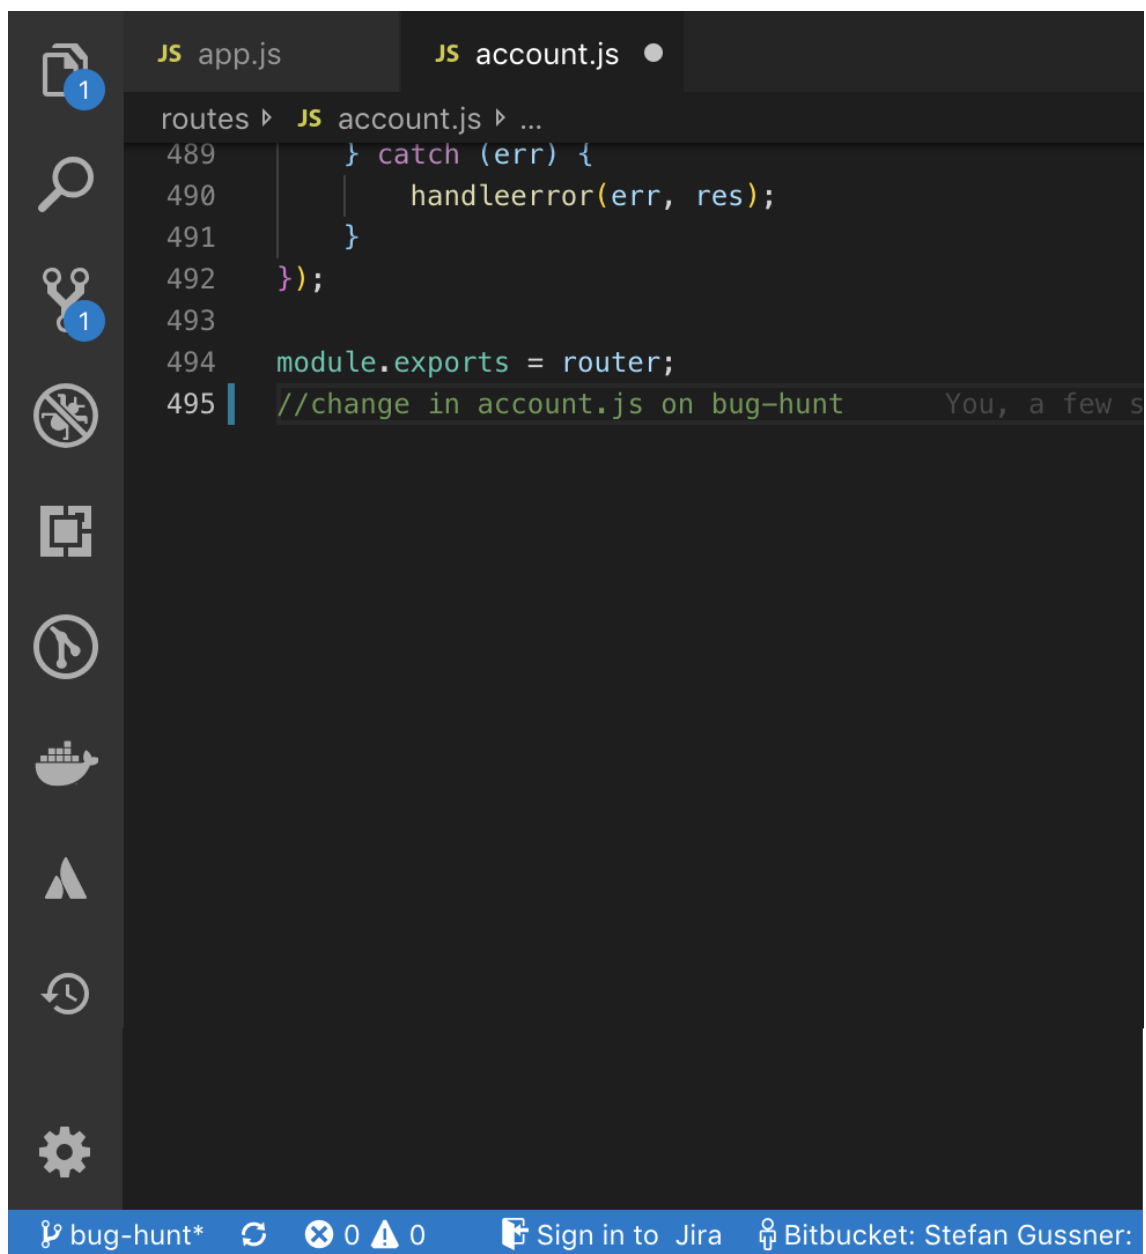 JS app.js
JS account.js
routes JS account.js ...
489 } catch (err) {
490 handleerror(err, res);
491 }
492 });
493
494 module.exports = router;
495 //change in account.js on bug-hunt You, a few s
1
1
bug-hunt* 0 0 Sign in to Jira Bitbucket: Stefan Gussner: